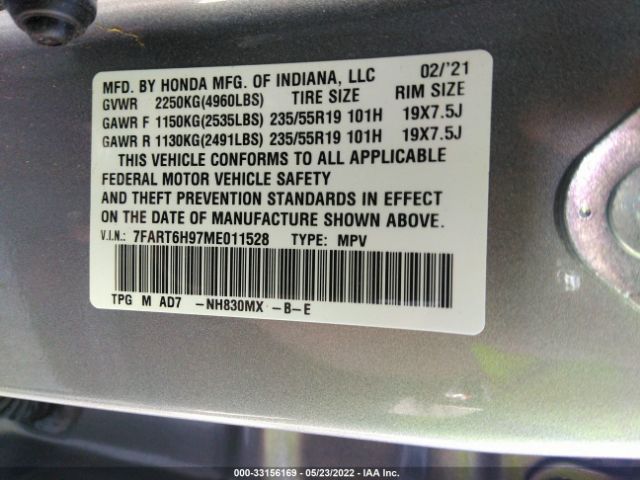 MFD. BY HONDA MFG. OF INDIANA, LLC 02/'21
GVWR 2250KG(4960LBS) TIRE SIZE RIM SIZE
GAWR F 1150KG(2535LBS) 235/55R19 101H 19X7.5J
GAWR R 1130KG(2491LBS) 235/55R19 101H 19X7.5J
THIS VEHICLE CONFORMS TO ALL APPLICABLE
FEDERAL MOTOR VEHICLE SAFETY
AND THEFT PREVENTION STANDARDS IN EFFECT
ON THE DATE OF MANUFACTURE SHOWN ABOVE.
V.I.N.: 7FART6H97ME011528 TYPE: MPV
TPG M AD7 -NH830MX -B-E
000-33156169 - 05/23/2022 - IAA Inc.